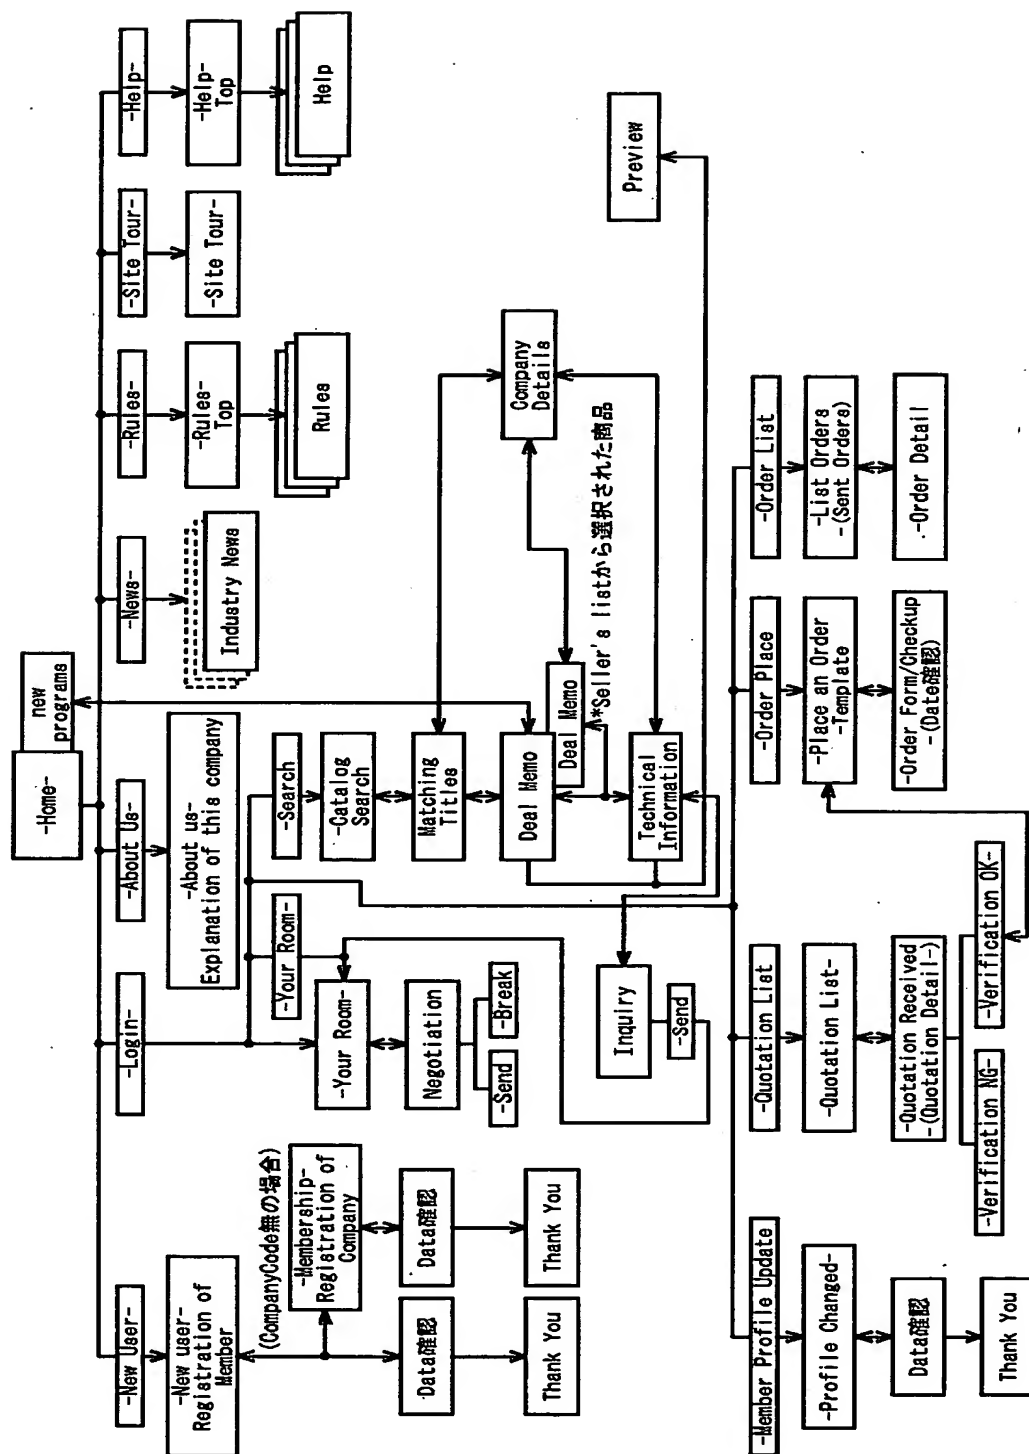 -Home-
new
programs
-New User-
-Login-
-About Us-
-News-
-Rules-
-Site Tour-
-Help-
-New user-
Registration of
Member
-About us-
Explanation of this company
Industry News
-Rules-
Top
Rules
-Site Tour-
-Help-
Top
Help
(CompanyCode無の場合)
-Membership-
Registration of
Company
Data確認
Thank You
Data確認
Thank You
-Your Room-
-Your Room-
Negotiation
-Send
-Break
-Search
-Catalog
Search
Matching
Titles
Deal Memo
Deal Memo
*Seller's listから選択された商品
Technical
Information
Company
Details
Preview
Inquiry
-Send
-Member Profile Update
-Profile Changed-
Data確認
Thank You
-Quotation List
-Quotation List-
-Quotation Received
-(Quotation Detail-)
-Verification NG-
-Verification OK-
-Order Place
-Place an Order
-Template
-Order Form/Checkup
-(Date確認)
-Order List
-List Orders
-(Sent Orders)
-Order Detail